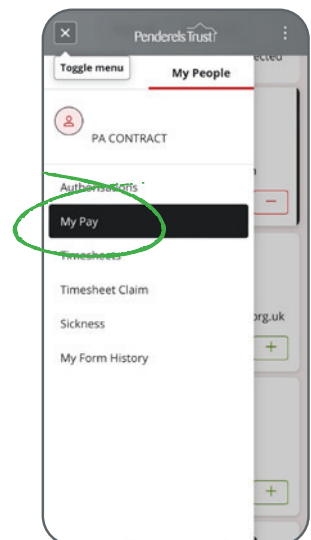 Penderels Trust
ected
Toggle menu
My People
PA CONTRACT
Authorisations
My Pay
Timesheets
Timesheet Claim
org.uk
Sickness
My Form History